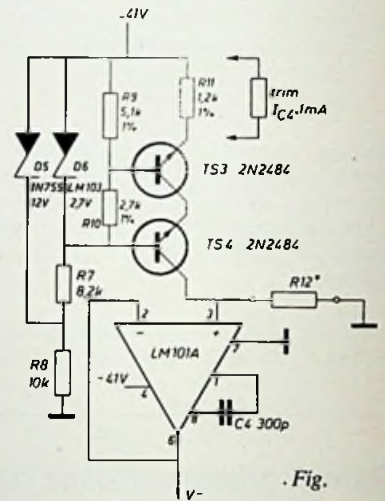 -41V
R9
5,1k
1%
R11
1,2k
1%
trim
IC4.1mA
D5
1N755
12V
D6
LM103
2,7V
TS3 2N2484
R10
2,7k
1%
TS4 2N2484
R7
8,2k
R12*
2
3
-
+
LM101A
7
-41V
4
1
8
C4 300p
6
R8
10k
V-
Fig.